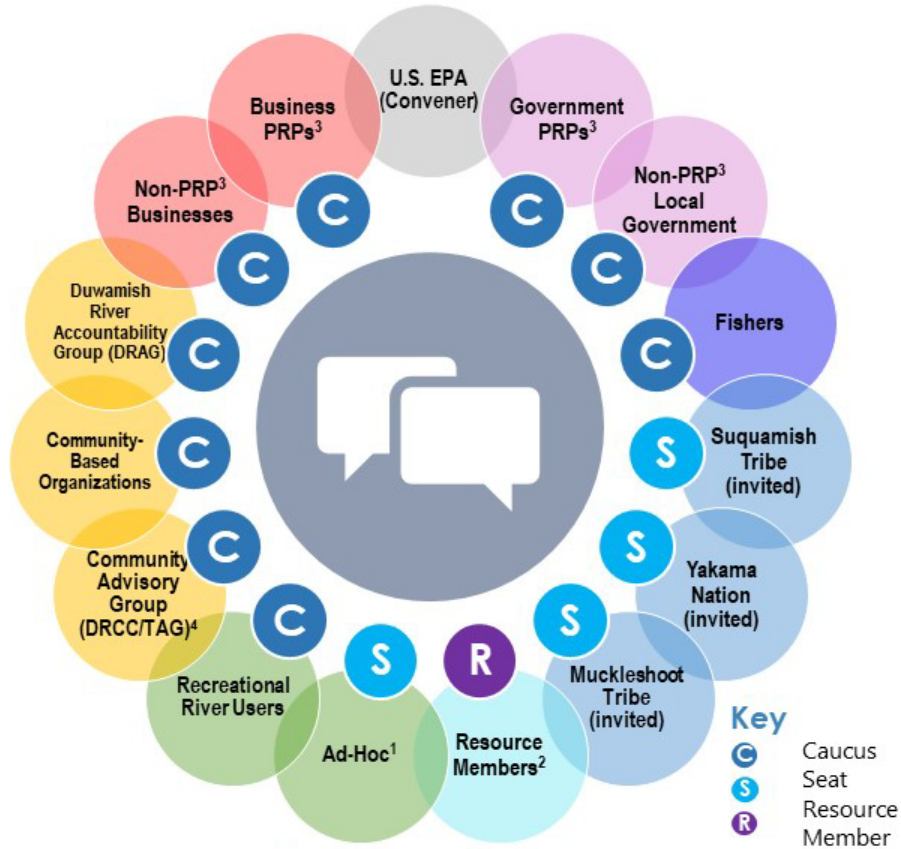 U.S. EPA
(Convener)
Government
PRPs³
Non-PRP³
Local
Government
Fishers
Suquamish
Tribe
(invited)
Yakama
Nation
(invited)
Muckleshoot
Tribe
(invited)
Resource
Members²
Ad-Hoc¹
Recreational
River Users
Community
Advisory
Group
(DRCC/TAG)⁴
Community-
Based
Organizations
Duwamish
River
Accountability
Group (DRAG)
Non-PRP³
Businesses
Business
PRPs³
C
C
C
S
S
S
R
S
C
C
C
C
C
C
Key
C Caucus
S Seat
R Resource
Member